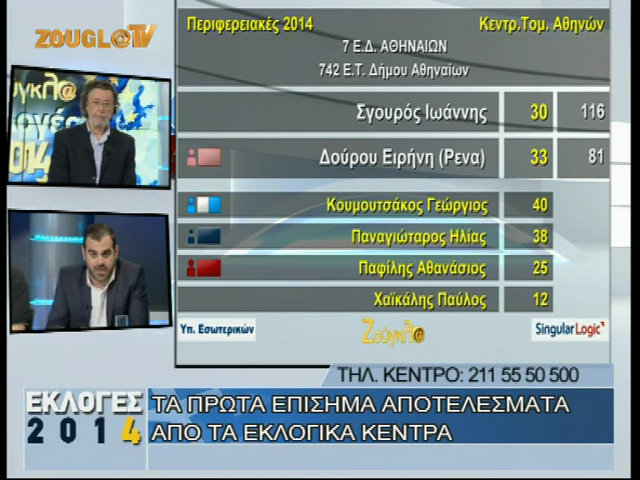 ZOUGL@TV
Περιφερειακές 2014
Κεντρ.Τομ. Αθηνών
7 Ε.Δ. ΑΘΗΝΑΙΩΝ
742 Ε.Τ. Δήμου Αθηναίων
Σγουρός Ιωάννης 30 116
Δούρου Ειρήνη (Ρενα) 33 81
Κουμουτσάκος Γεώργιος 40
Παναγιώταρος Ηλίας 38
Παφίλης Αθανάσιος 25
Χαϊκάλης Παύλος 12
Υπ. Εσωτερικών
Ζούγκλ@
SingularLogic
ΤΗΛ. ΚΕΝΤΡΟ: 211 55 50 500
ΕΚΛΟΓΕΣ
2014
ΤΑ ΠΡΩΤΑ ΕΠΙΣΗΜΑ ΑΠΟΤΕΛΕΣΜΑΤΑ
ΑΠΟ ΤΑ ΕΚΛΟΓΙΚΑ ΚΕΝΤΡΑ